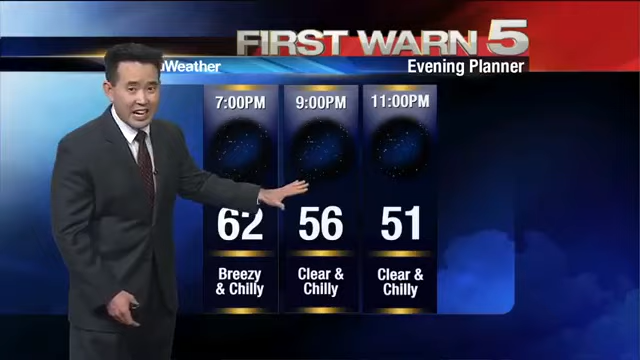 FIRST WARN 5
uWeather
Evening Planner
7:00PM
9:00PM
11:00PM
62
56
51
Breezy
& Chilly
Clear &
Chilly
Clear &
Chilly